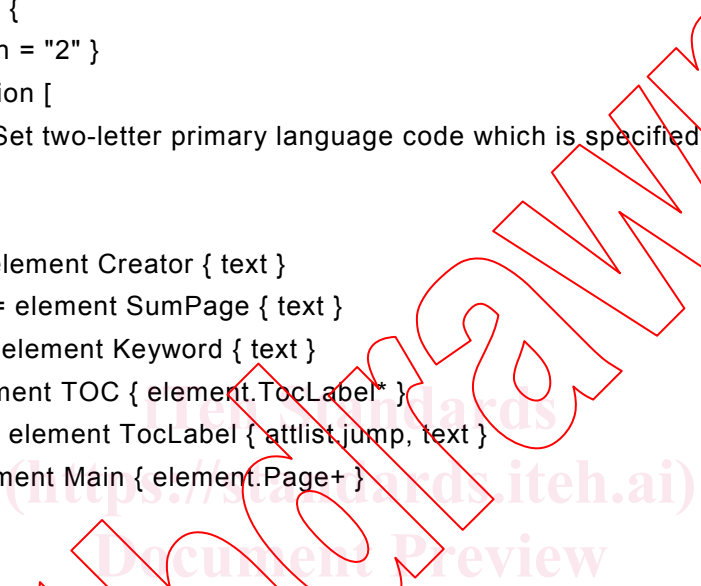 {
n = "2" }
ion [
Set two-letter primary language code which is specified
element Creator { text }
= element SumPage { text }
element Keyword { text }
ment TOC { element.TocLabel* }
element TocLabel { attlist.jump, text }
ment Main { element.Page+ }
iTeh Standards
(https://standards.iteh.ai)
Document Preview